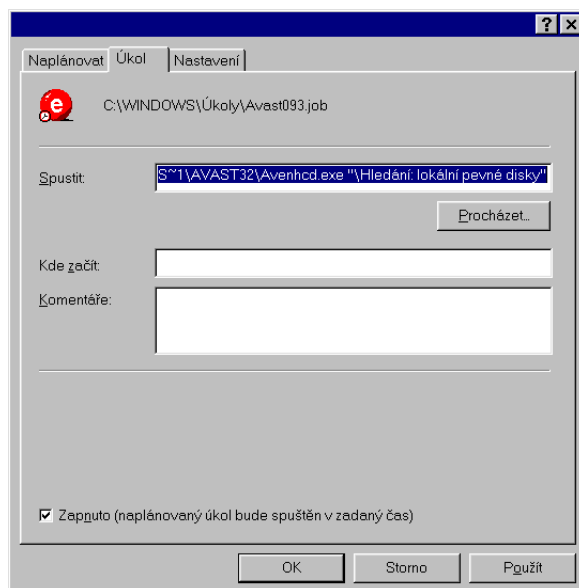 Naplánovat Úkol Nastavení
C:\WINDOWS\Úkoly\Avast093.job
Spustit: S~1\AVAST32\Avenhcd.exe "\Hledání: lokální pevné disky"
Procházet...
Kde začít:
Komentáře:
Zapnuto (naplánovaný úkol bude spuštěn v zadaný čas)
OK Storno Použít